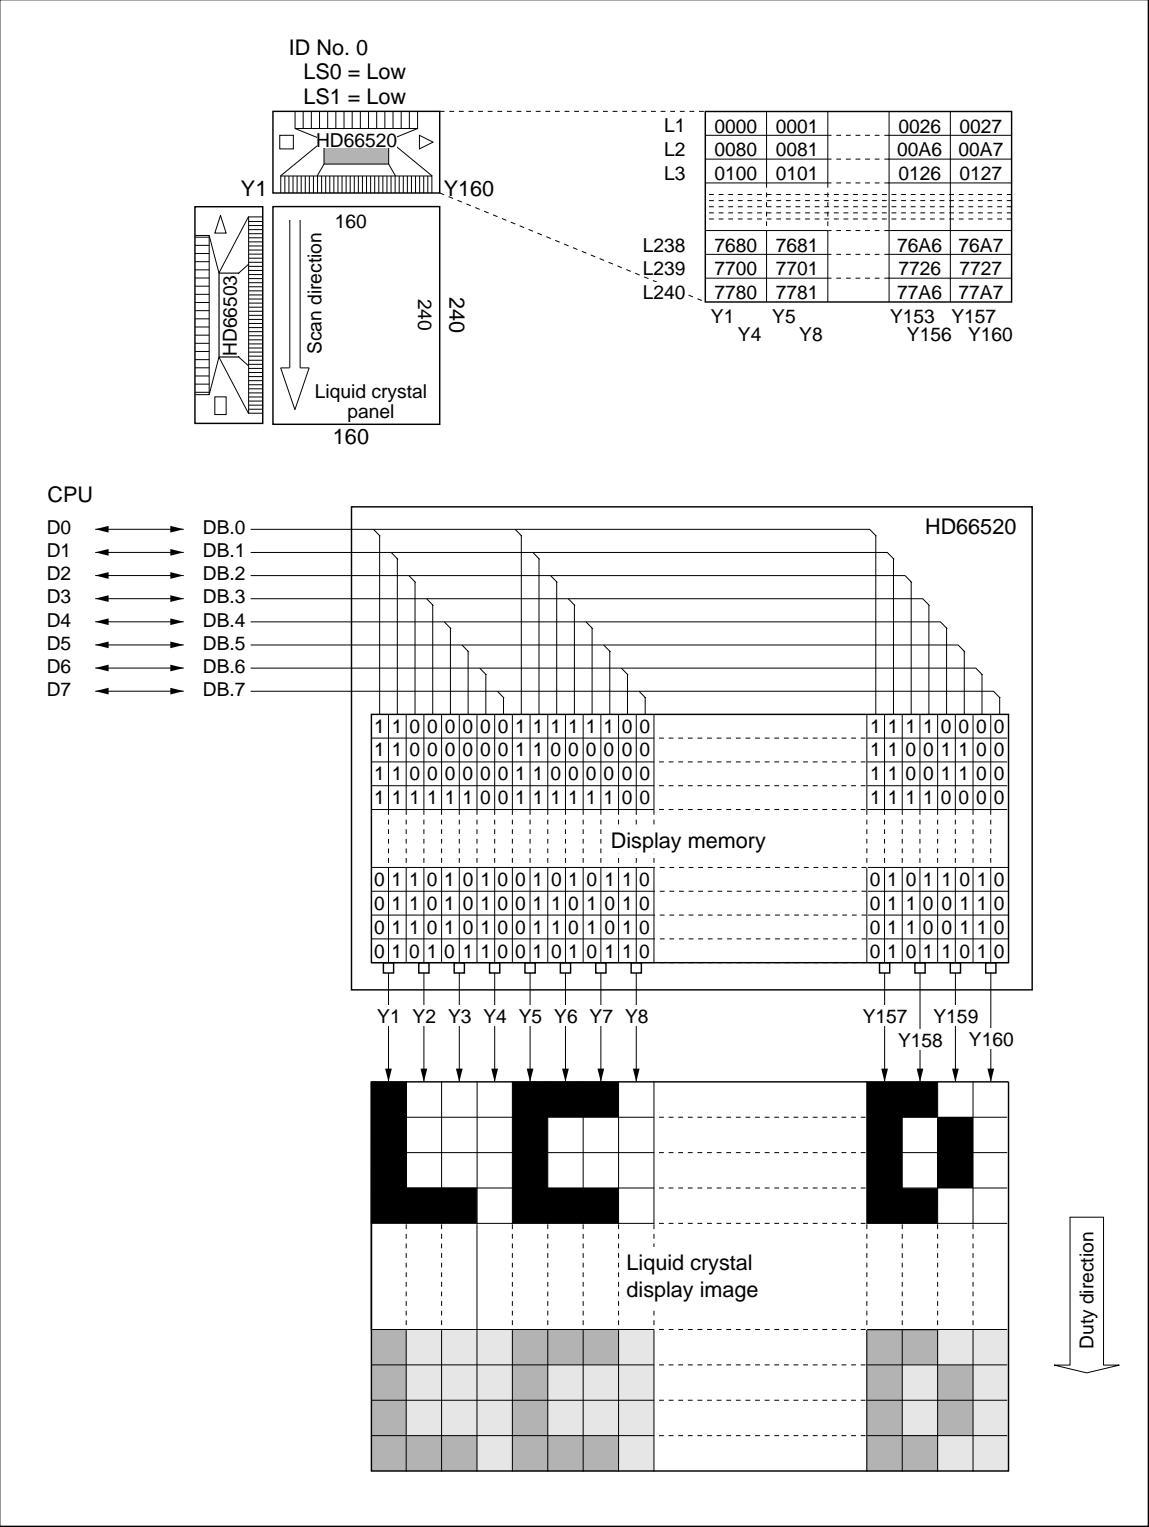 ID No. 0
LS0 = Low
LS1 = Low
HD66520
Y1
Y160
160
Scan direction
240
240
HD66503
Liquid crystal
panel
160
L1 0000 0001 0026 0027
L2 0080 0081 00A6 00A7
L3 0100 0101 0126 0127
L238 7680 7681 76A6 76A7
L239 7700 7701 7726 7727
L240 7780 7781 77A6 77A7
Y1 Y5 Y153 Y157
Y4 Y8 Y156 Y160
CPU
HD66520
D0 DB.0
D1 DB.1
D2 DB.2
D3 DB.3
D4 DB.4
D5 DB.5
D6 DB.6
D7 DB.7
1 1 0 0 0 0 0 0 1 1 1 1 1 1 0 0 1 1 1 1 0 0 0 0
1 1 0 0 0 0 0 0 1 1 0 0 0 0 0 0 1 1 0 0 1 1 0 0
1 1 0 0 0 0 0 0 1 1 0 0 0 0 0 0 1 1 0 0 1 1 0 0
1 1 1 1 1 1 0 0 1 1 1 1 1 1 0 0 1 1 1 1 0 0 0 0
Display memory
0 1 1 0 1 0 1 0 0 1 0 1 0 1 1 0 0 1 0 1 1 0 1 0
0 1 1 0 1 0 1 0 0 1 1 0 1 0 1 0 0 1 1 0 0 1 1 0
0 1 1 0 1 0 1 0 0 1 1 0 1 0 1 0 0 1 1 0 0 1 1 0
0 1 0 1 0 1 1 0 0 1 0 1 0 1 1 0 0 1 0 1 1 0 1 0
Y1 Y2 Y3 Y4 Y5 Y6 Y7 Y8 Y157 Y159
Y158 Y160
Liquid crystal
display image
Duty direction